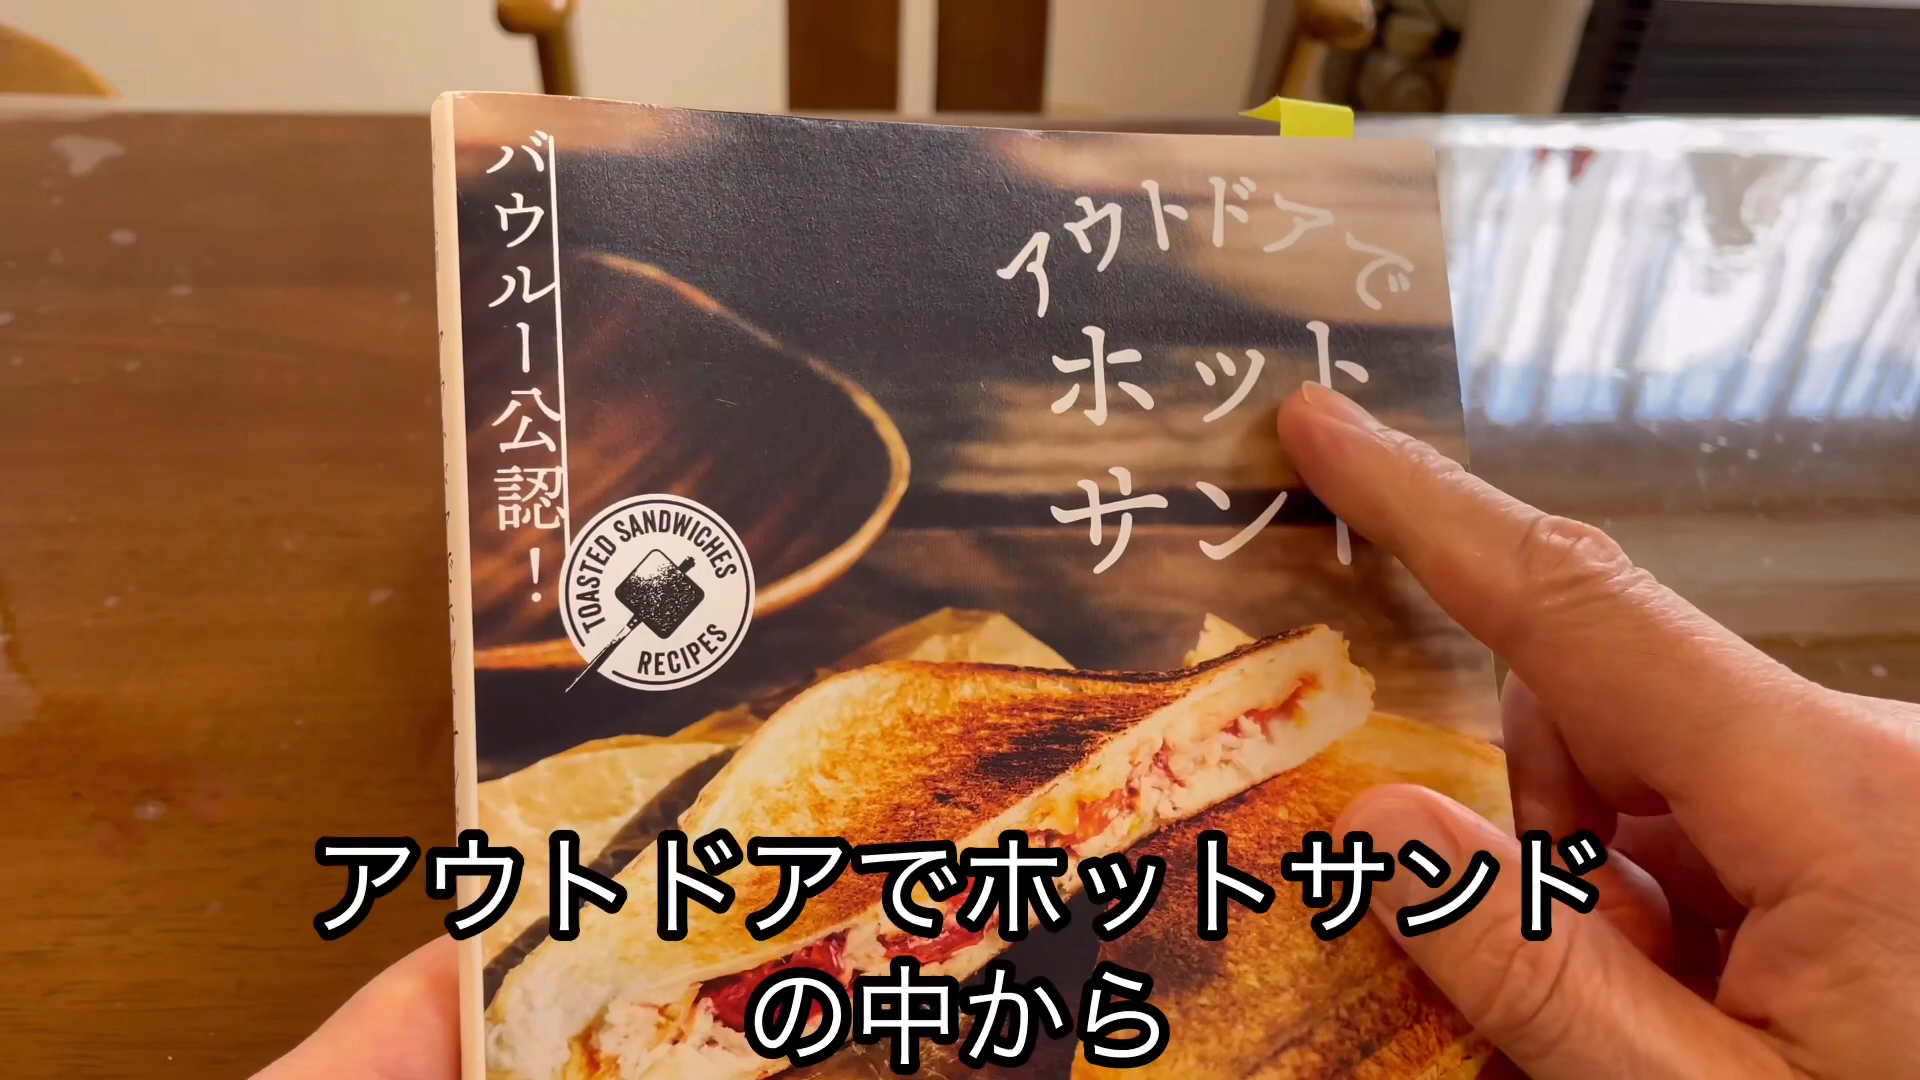 バウルー公認！
アウトドアで
ホット
サンド
TOASTED SANDWICHES
RECIPES
アウトドアでホットサンド
の中から